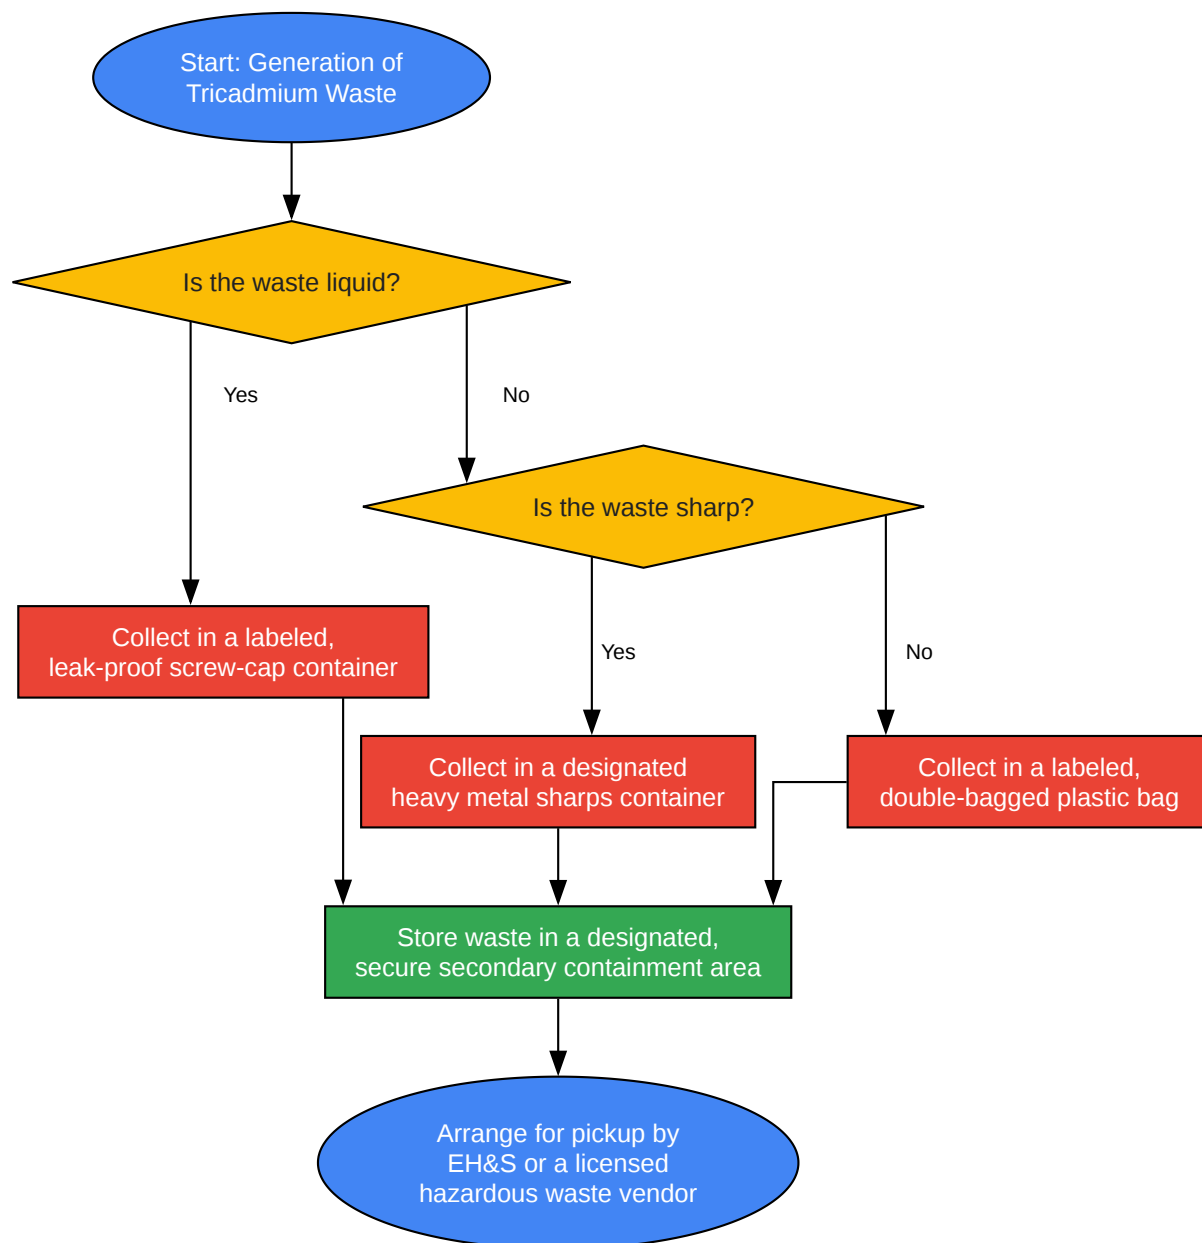 Start: Generation of
Tricadmium Waste
Is the waste liquid?
Yes
No
Is the waste sharp?
Collect in a labeled,
leak-proof screw-cap container
Yes
No
Collect in a designated
heavy metal sharps container
Collect in a labeled,
double-bagged plastic bag
Store waste in a designated,
secure secondary containment area
Arrange for pickup by
EH&S or a licensed
hazardous waste vendor